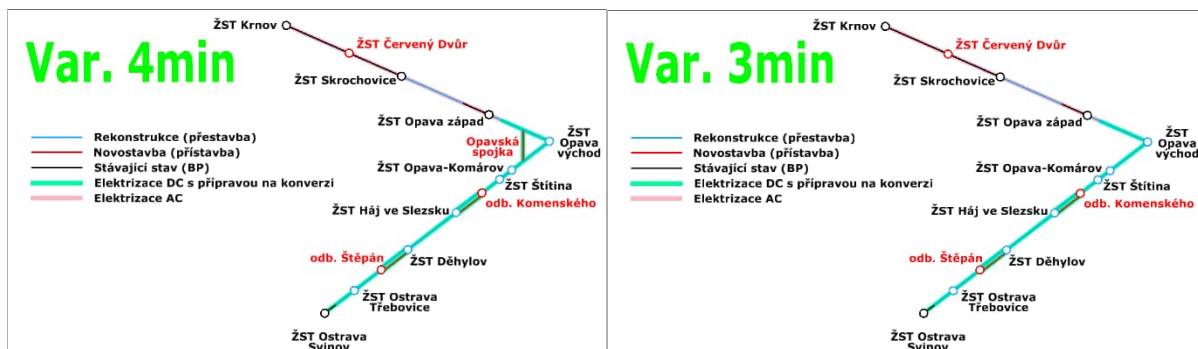 Var. 4min
ŽST Krnov
ŽST Červený Dvůr
ŽST Skrochovice
ŽST Opava západ
Opavská
spojka
ŽST
Opava
východ
ŽST Opava-Komárov
ŽST Štítina
odb. Komenského
ŽST Háj ve Slezsku
odb. Štěpán
ŽST Děhylov
ŽST Ostrava
Třebovice
ŽST Ostrava
Svinov
Rekonstrukce (přestavba)
Novostavba (přístavba)
Stávající stav (BP)
Elektrizace DC s přípravou na konverzi
Elektrizace AC
Var. 3min
ŽST Krnov
ŽST Červený Dvůr
ŽST Skrochovice
ŽST Opava západ
ŽST
Opava
východ
ŽST Opava-Komárov
ŽST Štítina
odb. Komenského
ŽST Háj ve Slezsku
odb. Štěpán
ŽST Děhylov
ŽST Ostrava
Třebovice
ŽST Ostrava
Svinov
Rekonstrukce (přestavba)
Novostavba (přístavba)
Stávající stav (BP)
Elektrizace DC s přípravou na konverzi
Elektrizace AC